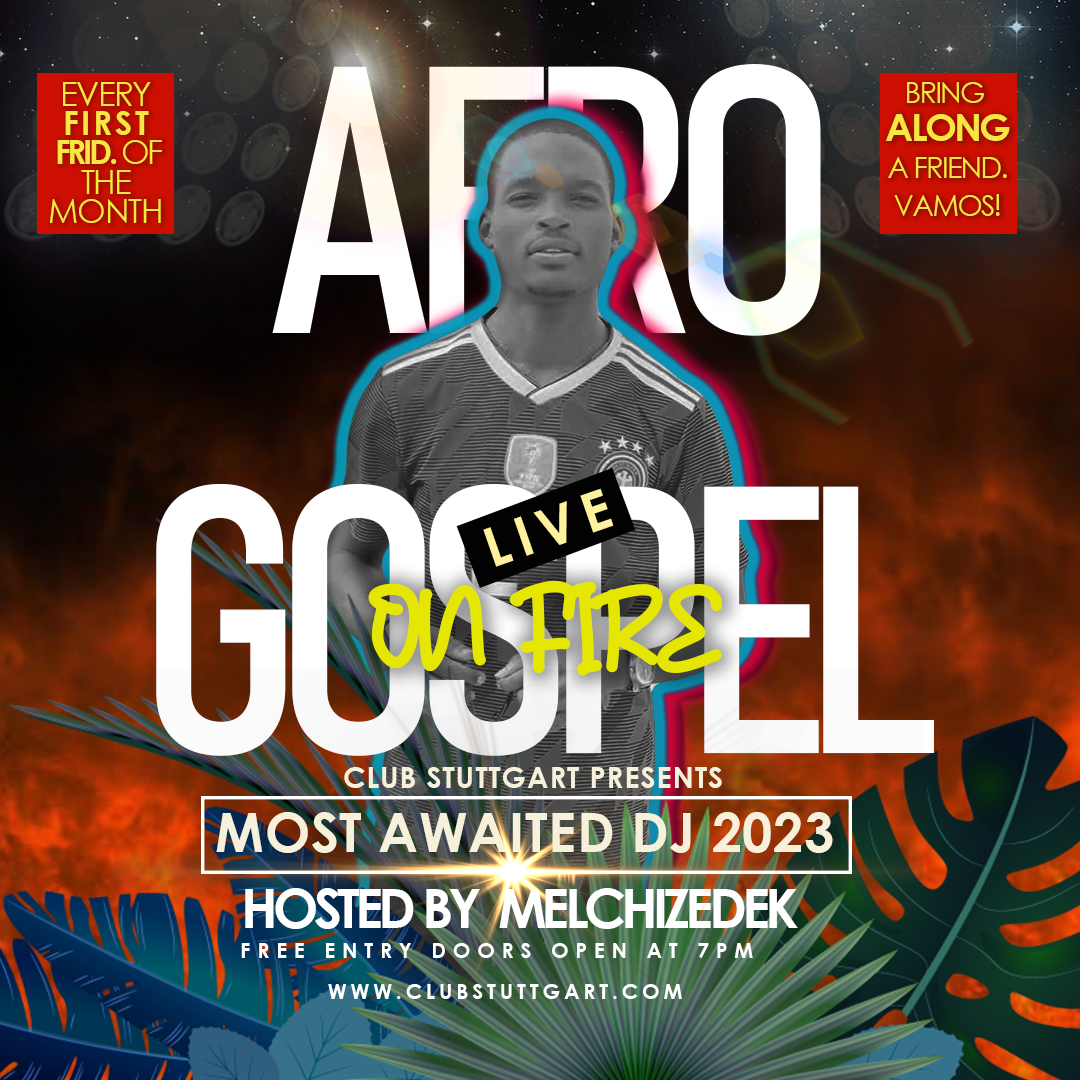 AFRO
EVERY
FIRST
FRID. OF
THE
MONTH
BRING
ALONG
A FRIEND.
VAMOS!
GOSPEL
LIVE
ON FIRE
CLUB STUTTGART PRESENTS
MOST AWAITED DJ 2023
HOSTED BY MELCHIZEDEK
FREE ENTRY DOORS OPEN AT 7PM
WWW.CLUBSTUTTGART.COM